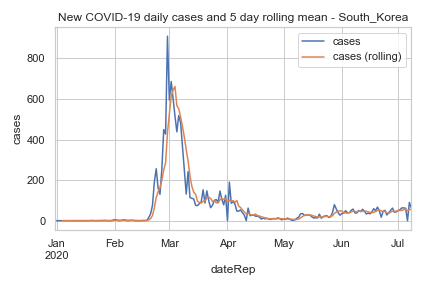 New COVID-19 daily cases and 5 day rolling mean - South_Korea
cases
cases (rolling)
800
600
400
200
0
cases
Jan Feb Mar Apr May Jun Jul
2020
dateRep